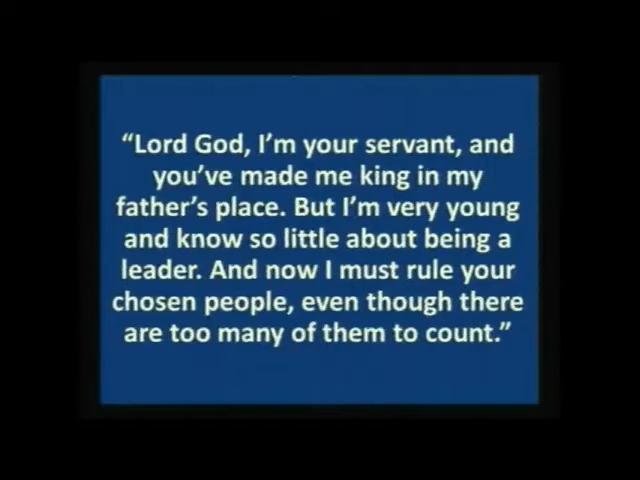 “Lord God, I’m your servant, and
you’ve made me king in my
father’s place. But I’m very young
and know so little about being a
leader. And now I must rule your
chosen people, even though there
are too many of them to count.”